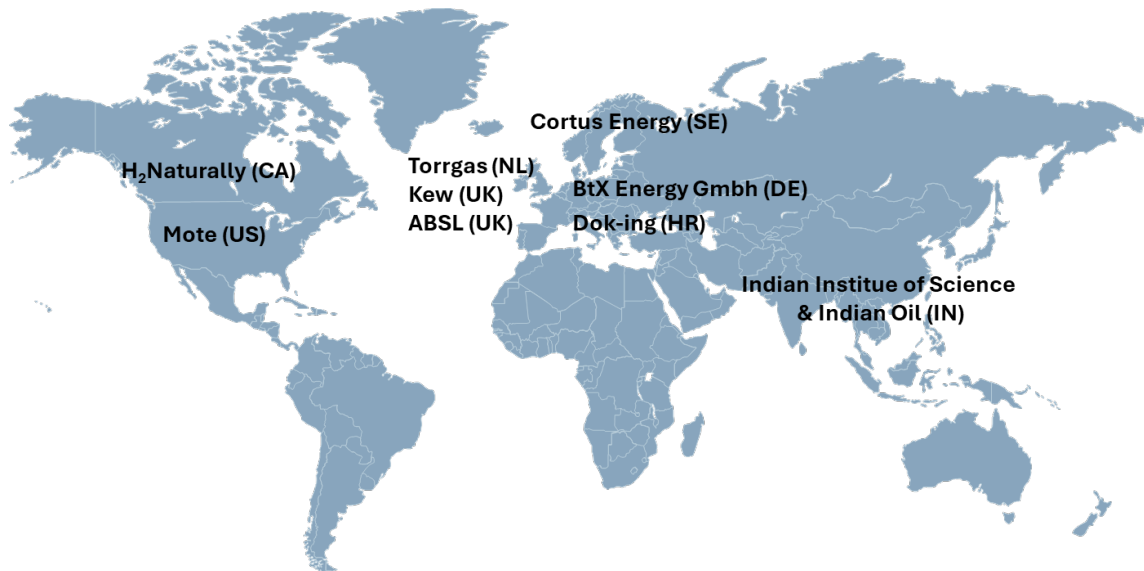 Cortus Energy (SE)
H₂Naturally (CA)
Torrgas (NL)
Kew (UK)
ABSL (UK)
BtX Energy Gmbh (DE)
Dok-ing (HR)
Mote (US)
Indian Institue of Science
& Indian Oil (IN)